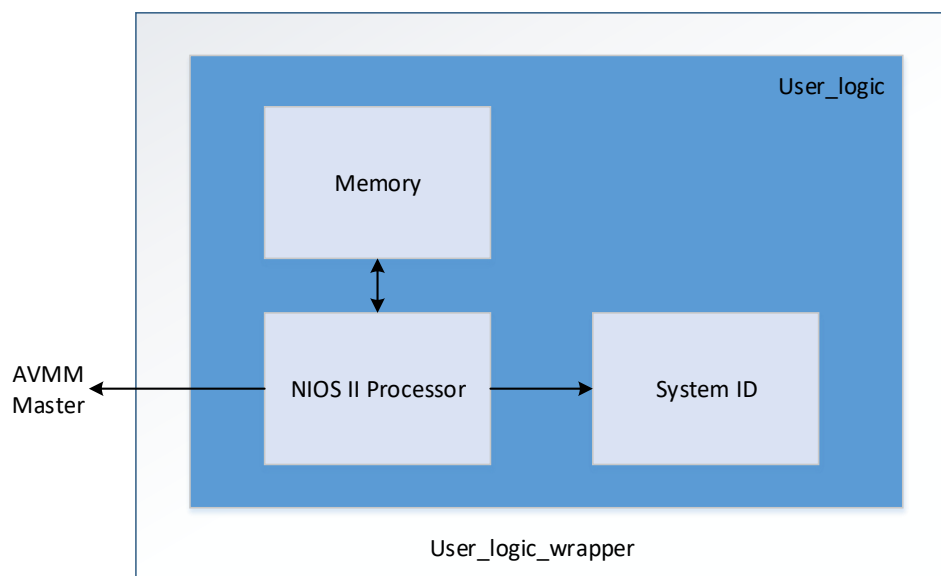 User_logic
Memory
AVMM
Master
NIOS II Processor
System ID
User_logic_wrapper